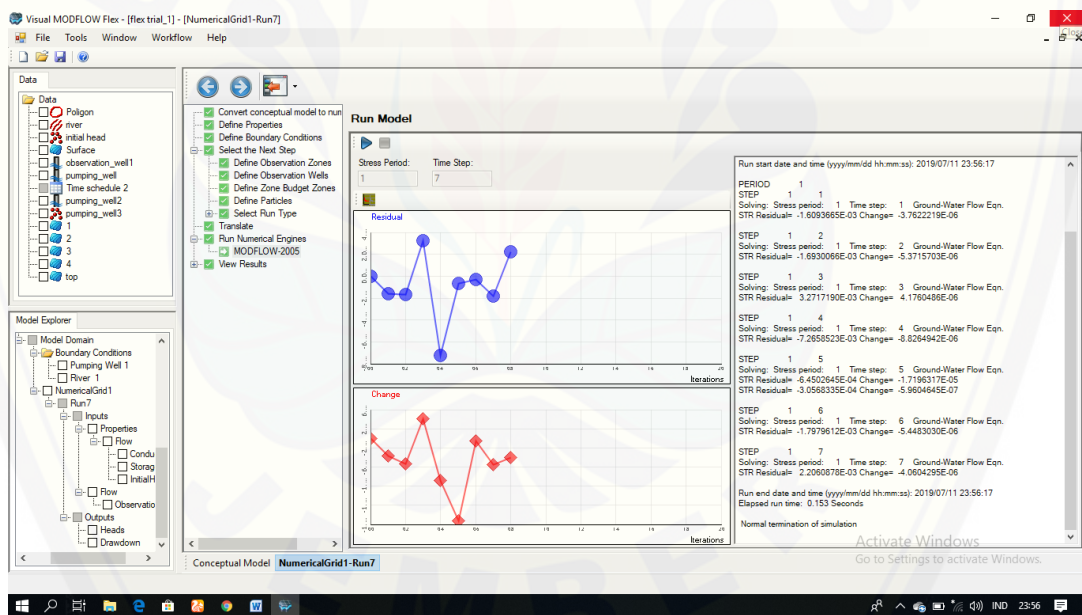 Visual MODFLOW Flex - [flex trial_1] - [NumericalGrid1-Run7]
File Tools Window Workflow Help
Close
Data
Data
Poligon
river
initial head
Surface
observation_well1
pumping_well
Time schedule 2
pumping_well2
pumping_well3
1
2
3
4
top
Model Explorer
Model Domain
Boundary Conditions
Pumping Well 1
River 1
NumericalGrid1
Run7
Inputs
Properties
Flow
Condu
Storag
InitialH
Flow
Observatio
Outputs
Heads
Drawdown
Convert conceptual model to num
Define Properties
Define Boundary Conditions
Select the Next Step
Define Observation Zones
Define Observation Wells
Define Zone Budget Zones
Define Particles
Select Run Type
Translate
Run Numerical Engines
MODFLOW-2005
View Results
Conceptual Model NumericalGrid1-Run7
Run Model
Stress Period: Time Step:
1 7
Residual
Iterations
Change
Iterations
Run start date and time (yyyy/mm/dd hh:mm:ss): 2019/07/11 23:56:17
PERIOD 1
STEP 1 1
Solving: Stress period: 1 Time step: 1 Ground-Water Flow Eqn.
STR Residual= -1.6093665E-03 Change= -3.7622219E-06
STEP 1 2
Solving: Stress period: 1 Time step: 2 Ground-Water Flow Eqn.
STR Residual= -1.6930066E-03 Change= -5.3715703E-06
STEP 1 3
Solving: Stress period: 1 Time step: 3 Ground-Water Flow Eqn.
STR Residual= 3.2717190E-03 Change= 4.1760486E-06
STEP 1 4
Solving: Stress period: 1 Time step: 4 Ground-Water Flow Eqn.
STR Residual= -7.2658523E-03 Change= -8.8264942E-06
STEP 1 5
Solving: Stress period: 1 Time step: 5 Ground-Water Flow Eqn.
STR Residual= -6.4502645E-04 Change= -1.7196317E-05
STR Residual= -3.0568335E-04 Change= -5.9604645E-07
STEP 1 6
Solving: Stress period: 1 Time step: 6 Ground-Water Flow Eqn.
STR Residual= -1.7979612E-03 Change= -5.4483030E-06
STEP 1 7
Solving: Stress period: 1 Time step: 7 Ground-Water Flow Eqn.
STR Residual= 2.2060878E-03 Change= -4.0604295E-06
Run end date and time (yyyy/mm/dd hh:mm:ss): 2019/07/11 23:56:17
Elapsed run time: 0.153 Seconds
Normal termination of simulation
Activate Windows
Go to Settings to activate Windows.
IND 23:56